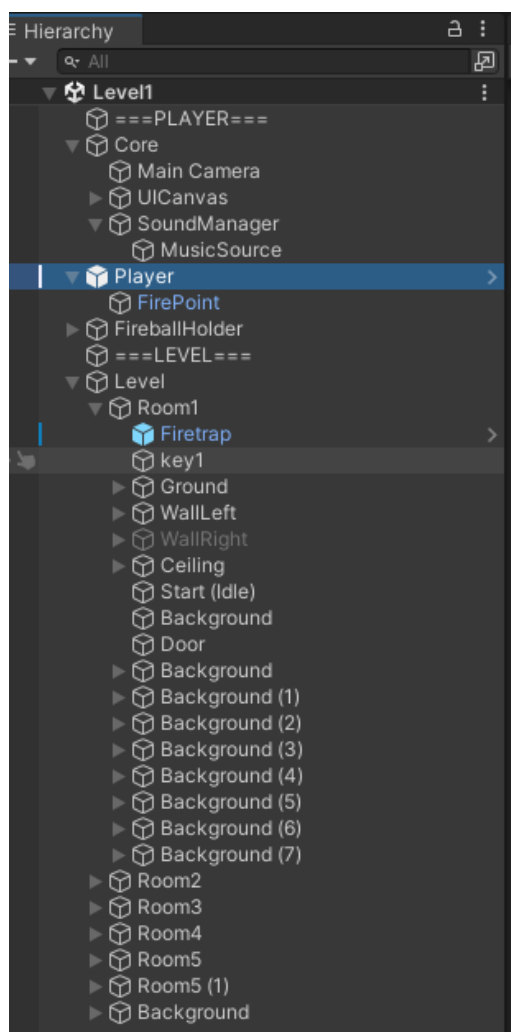 Hierarchy
All
Level1
===PLAYER===
Core
Main Camera
UICanvas
SoundManager
MusicSource
Player
FirePoint
FireballHolder
===LEVEL===
Level
Room1
Firetrap
key1
Ground
WallLeft
WallRight
Ceiling
Start (Idle)
Background
Door
Background
Background (1)
Background (2)
Background (3)
Background (4)
Background (5)
Background (6)
Background (7)
Room2
Room3
Room4
Room5
Room5 (1)
Background